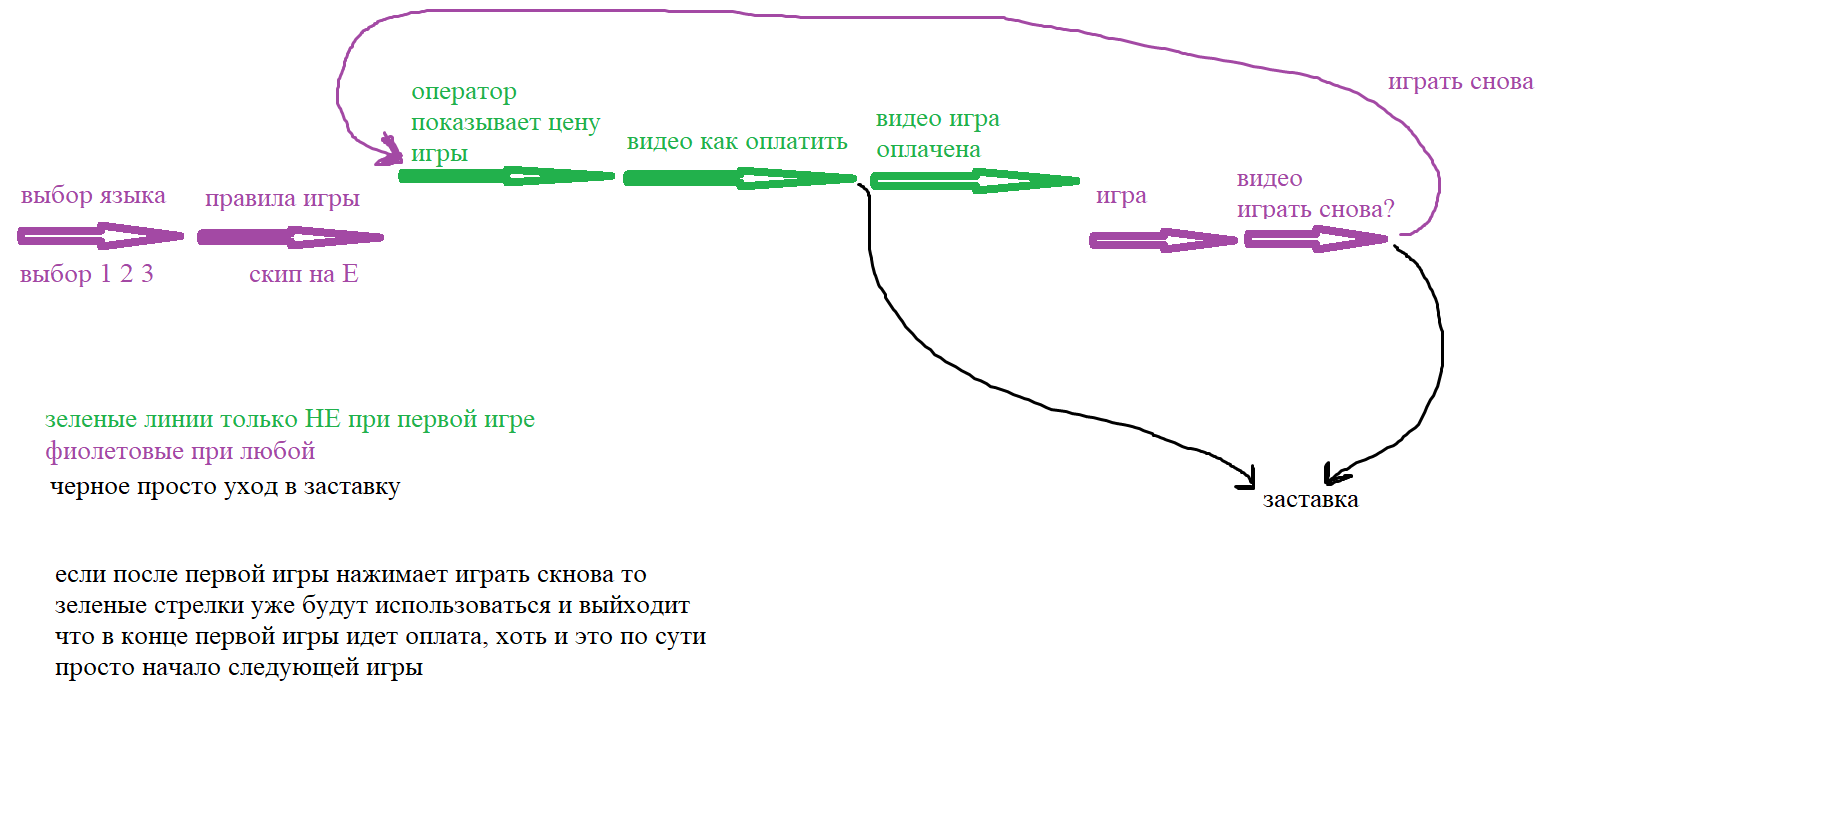 играть снова
оператор
показывает цену
игры
видео как оплатить
видео игра
оплачена
выбор языка
правила игры
игра
видео
играть снова?
выбор 1 2 3
скип на Е
зеленые линии только НЕ при первой игре
фиолетовые при любой
черное просто уход в заставку
заставка
если после первой игры нажимает играть скнова то
зеленые стрелки уже будут использоваться и выйходит
что в конце первой игры идет оплата, хоть и это по сути
просто начало следующей игры